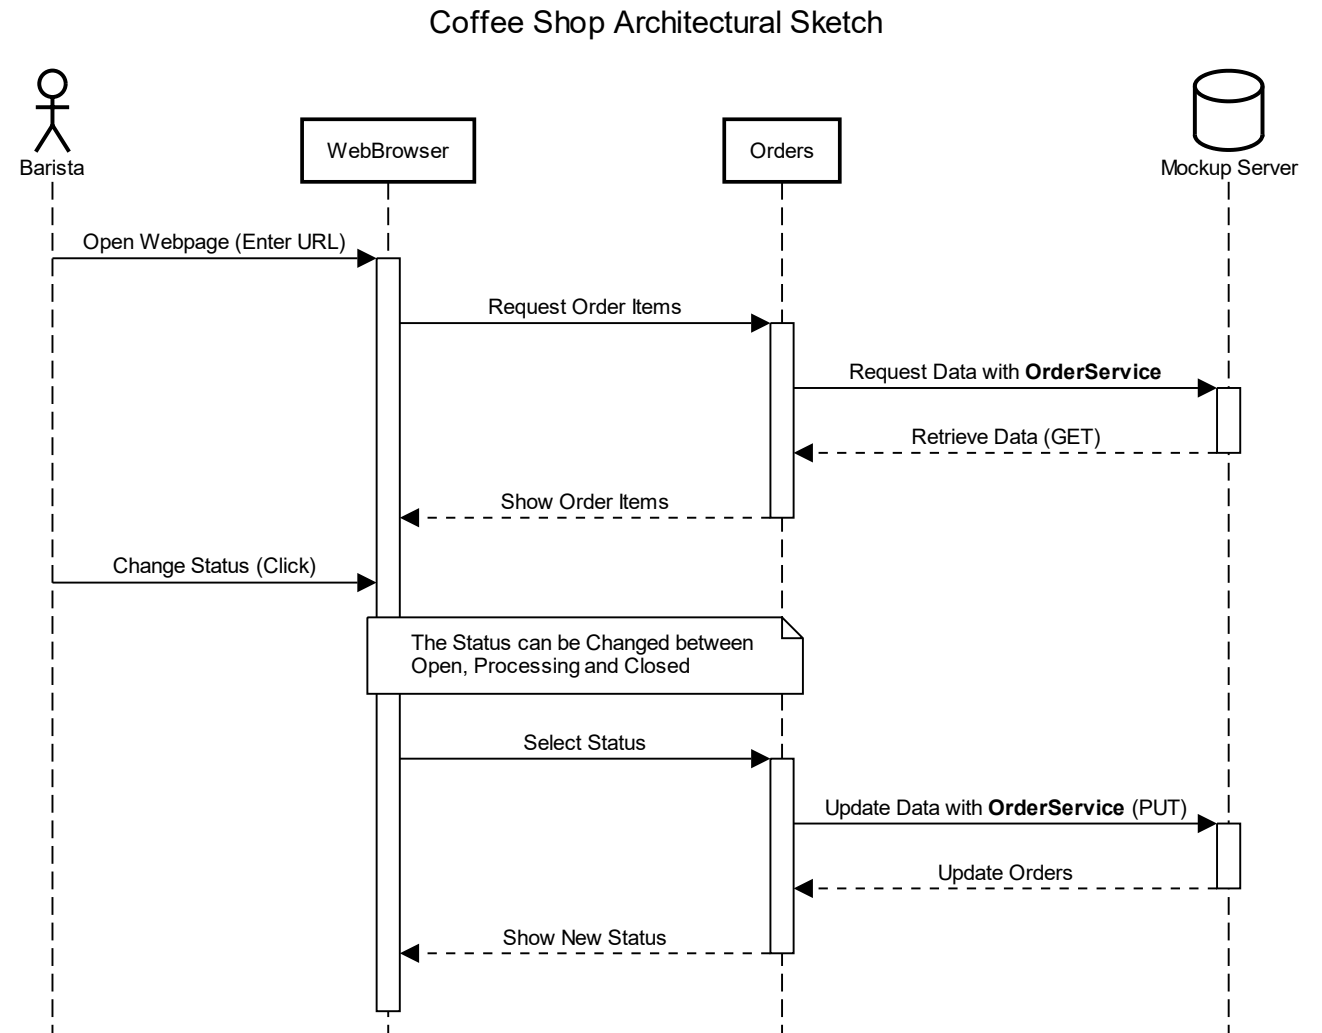 Coffee Shop Architectural Sketch
Barista
WebBrowser
Orders
Mockup Server
Open Webpage (Enter URL)
Request Order Items
Request Data with OrderService
Retrieve Data (GET)
Show Order Items
Change Status (Click)
The Status can be Changed between
Open, Processing and Closed
Select Status
Update Data with OrderService (PUT)
Update Orders
Show New Status